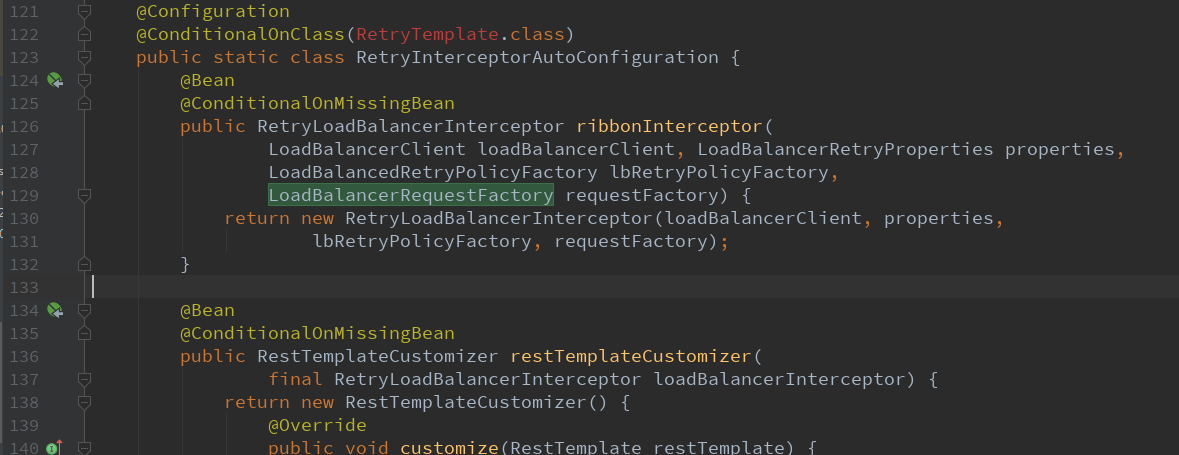 121 @Configuration
122 @ConditionalOnClass(RetryTemplate.class)
123 public static class RetryInterceptorAutoConfiguration {
124 @Bean
125 @ConditionalOnMissingBean
126 public RetryLoadBalancerInterceptor ribbonInterceptor(
127 LoadBalancerClient loadBalancerClient, LoadBalancerRetryProperties properties,
128 LoadBalancedRetryPolicyFactory lbRetryPolicyFactory,
129 LoadBalancerRequestFactory requestFactory) {
130 return new RetryLoadBalancerInterceptor(loadBalancerClient, properties,
131 lbRetryPolicyFactory, requestFactory);
132 }
133
134 @Bean
135 @ConditionalOnMissingBean
136 public RestTemplateCustomizer restTemplateCustomizer(
137 final RetryLoadBalancerInterceptor loadBalancerInterceptor) {
138 return new RestTemplateCustomizer() {
139 @Override
140 public void customize(RestTemplate restTemplate) {